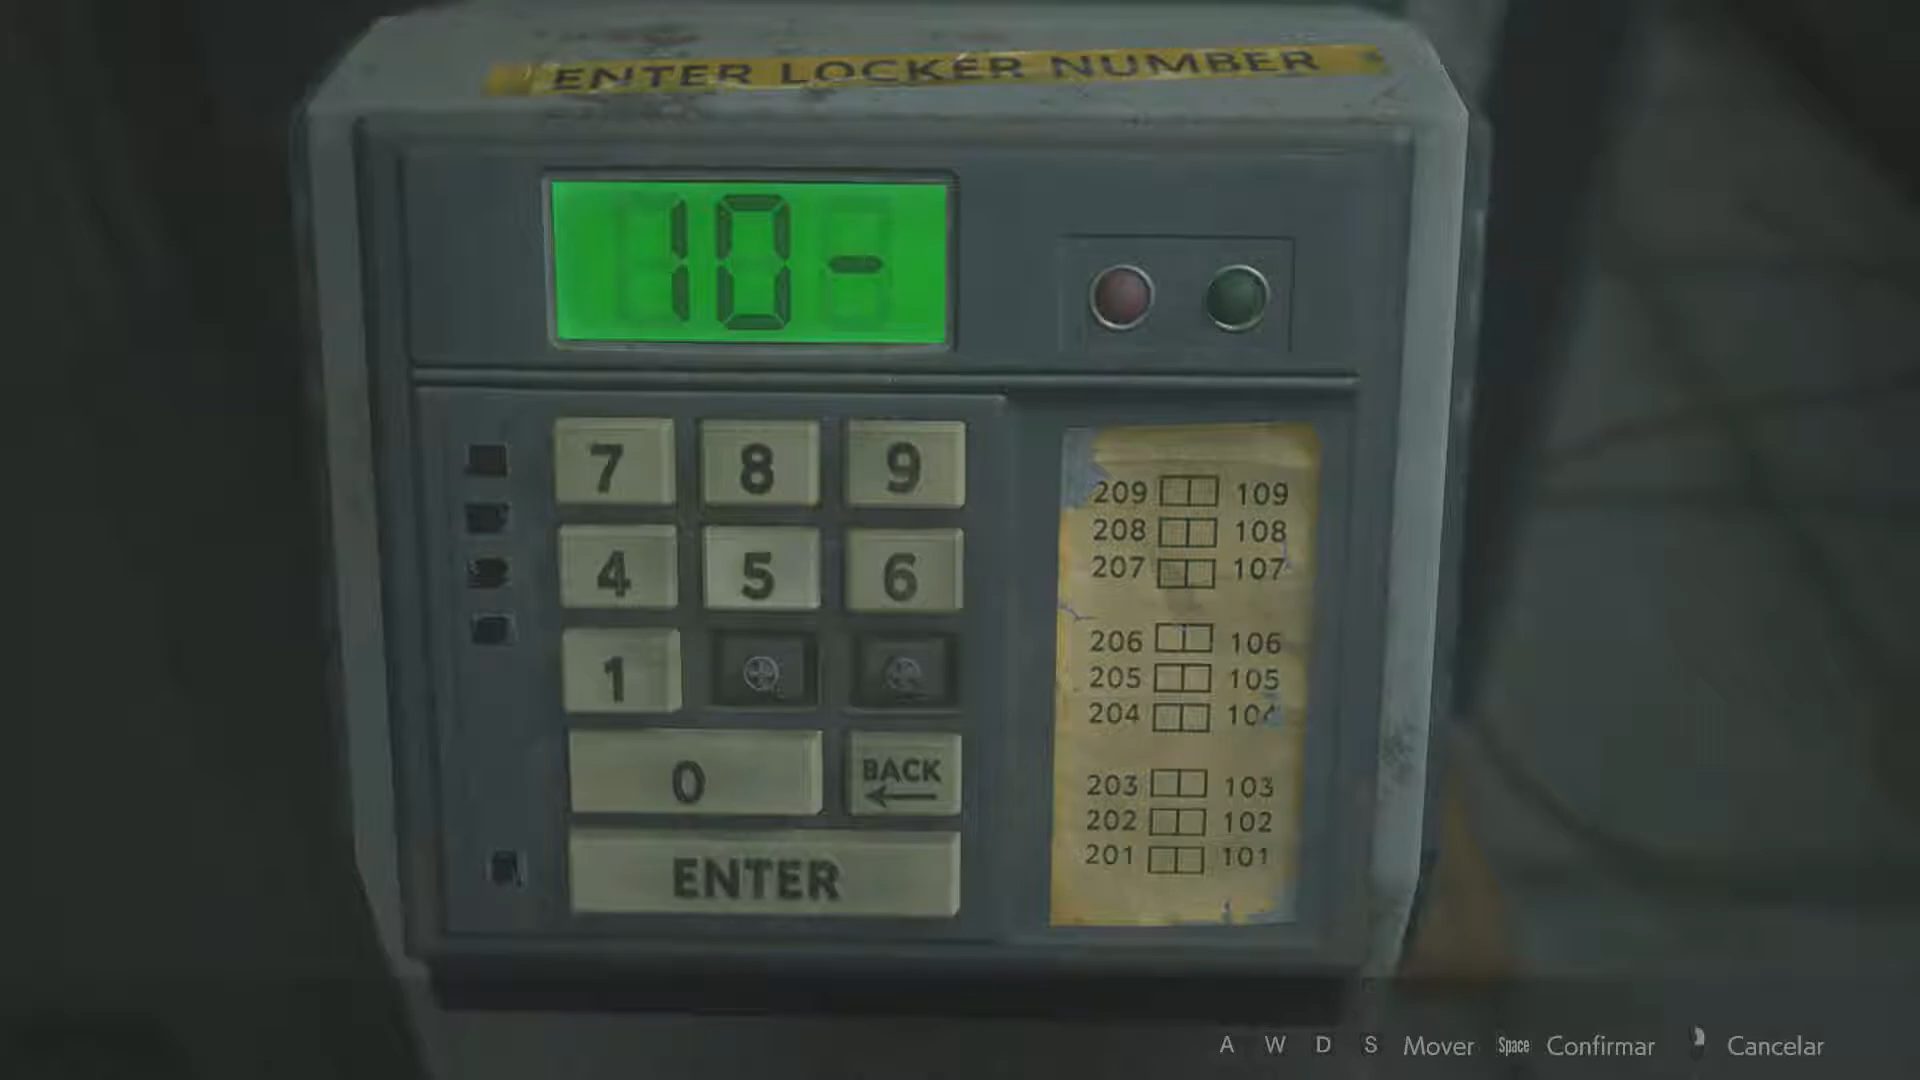 ENTER LOCKER NUMBER
10-
7 8 9
4 5 6
1
0 BACK
ENTER
209 109
208 108
207 107
206 106
205 105
204 104
203 103
202 102
201 101
A W D S Mover Space Confirmar Cancelar